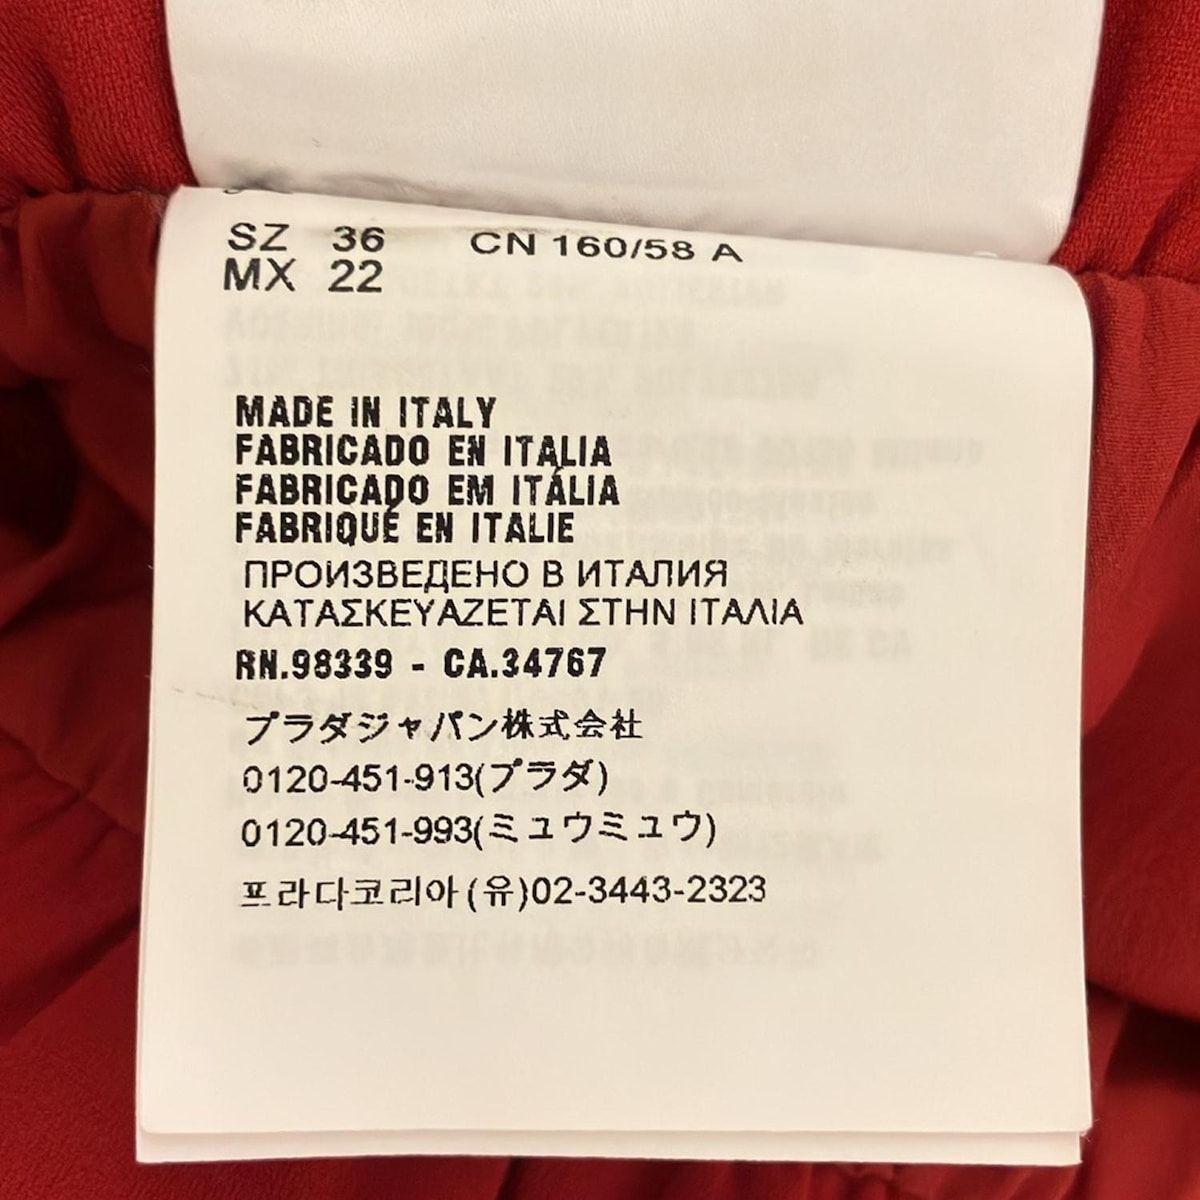 SZ 36 CN 160/58 A
MX 22
MADE IN ITALY
FABRICADO EN ITALIA
FABRICADO EM ITÁLIA
FABRIQUÉ EN ITALIE
ПРОИЗВЕДЕНО В ИТАЛИЯ
ΚΑΤΑΣΚΕΥΑΖΕΤΑΙ ΣΤΗΝ ΙΤΑΛΙΑ
RN.98339 - CA.34767
プラダジャパン株式会社
0120-451-913(プラダ)
0120-451-993(ミュウミュウ)
프라다코리아(유)02-3443-2323